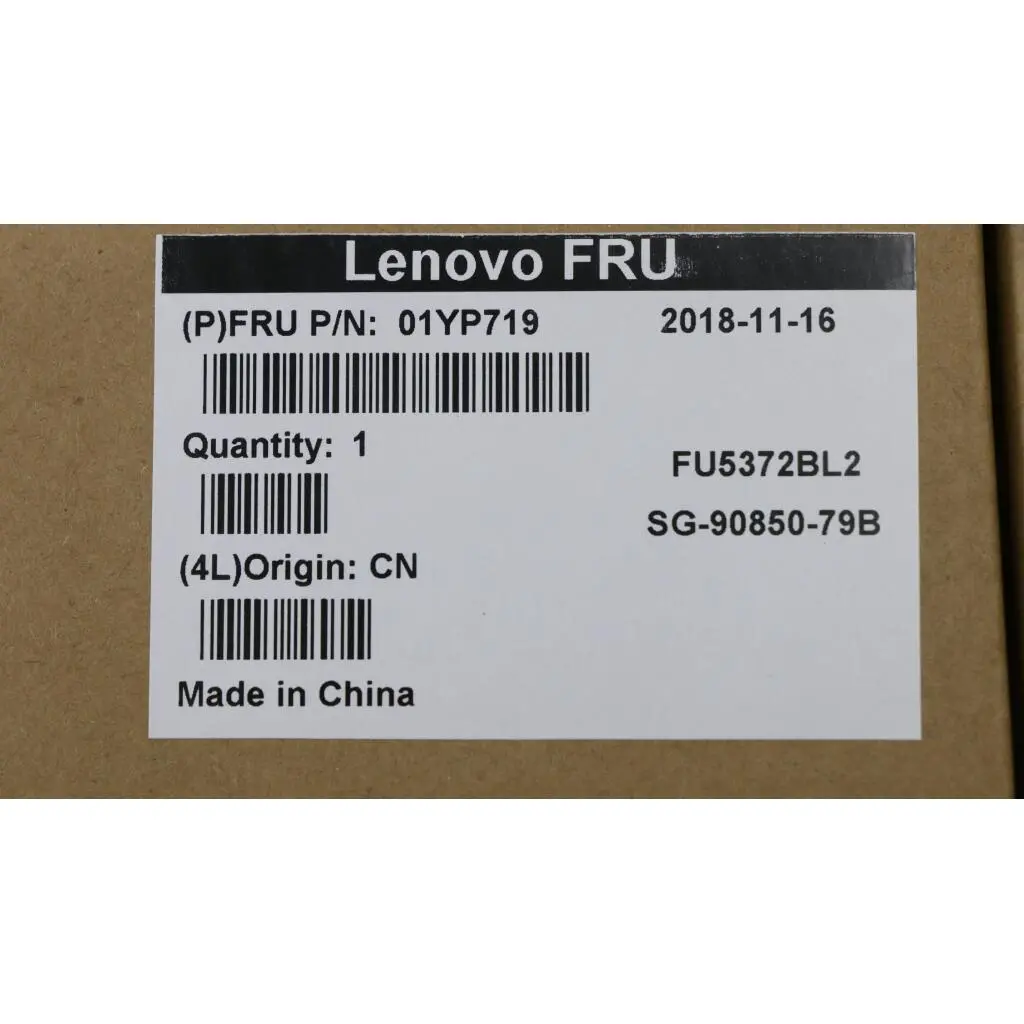 Lenovo FRU
(P)FRU P/N: 01YP719 2018-11-16
Quantity: 1
FU5372BL2
SG-90850-79B
(4L)Origin: CN
Made in China